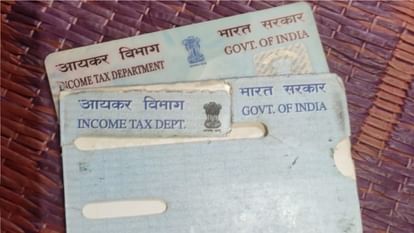 आयकर विभाग
INCOME TAX DEPARTMENT
भारत सरकार
GOVT. OF INDIA
आयकर विभाग
INCOME TAX DEPT.
भारत सरकार
GOVT. OF INDIA